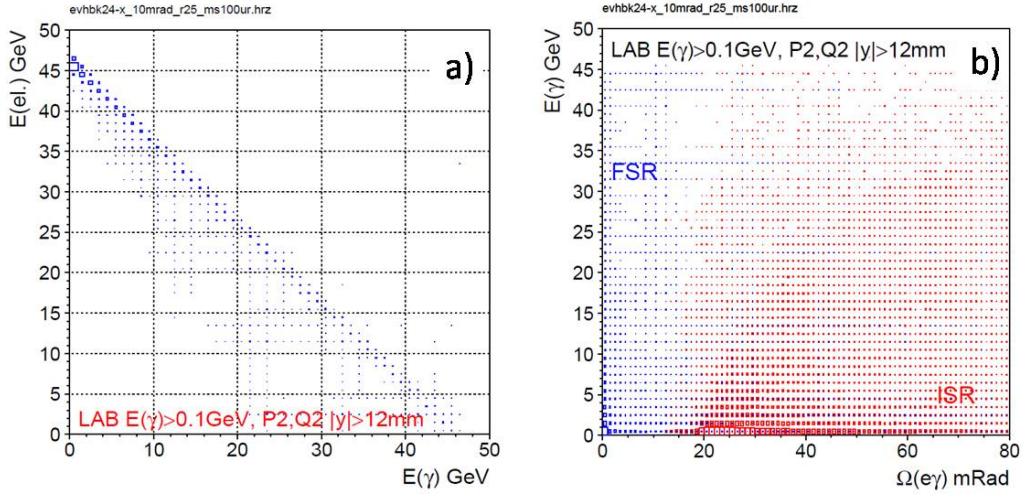 evhbk24-x_10mrad_r25_ms100ur.hrz
E(el.) GeV
50
45
40
35
30
25
20
15
10
5
0
a)
LAB E(γ)>0.1GeV, P2,Q2 |y|>12mm
0 10 20 30 40 50
E(γ) GeV
evhbk24-x_10mrad_r25_ms100ur.hrz
E(γ) GeV
50
45
40
35
30
25
20
15
10
5
0
LAB E(γ)>0.1GeV, P2,Q2 |y|>12mm
b)
FSR
ISR
0 20 40 60 80
Ω(eγ) mRad